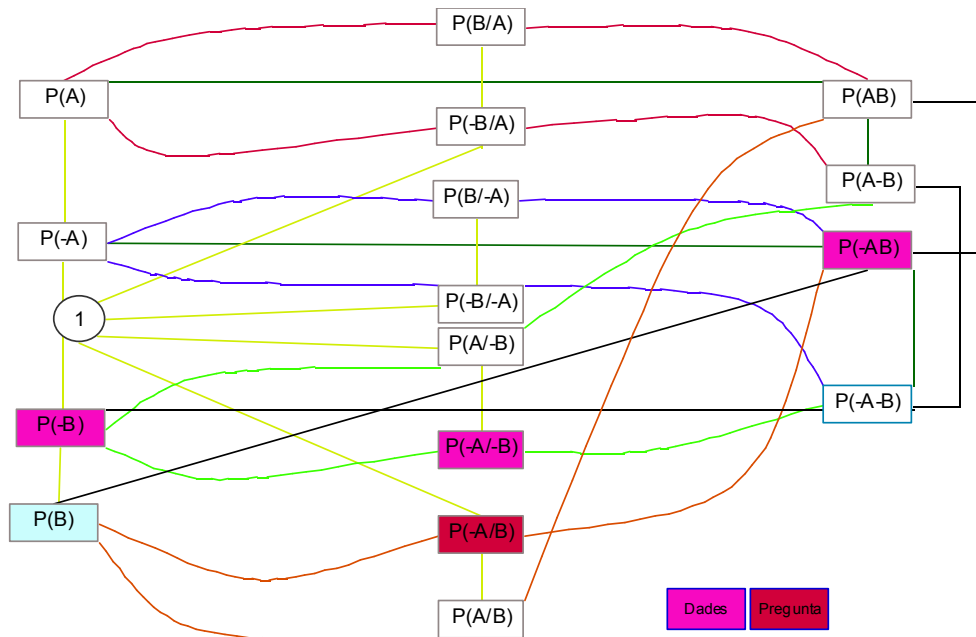 P(B/A)
P(A)
P(AB)
P(-B/A)
P(A-B)
P(B/-A)
P(-A)
P(-AB)
P(-B/-A)
1
P(A/-B)
P(-A-B)
P(-B)
P(-A/-B)
P(B)
P(-A/B)
P(A/B)
Dades
Pregunta